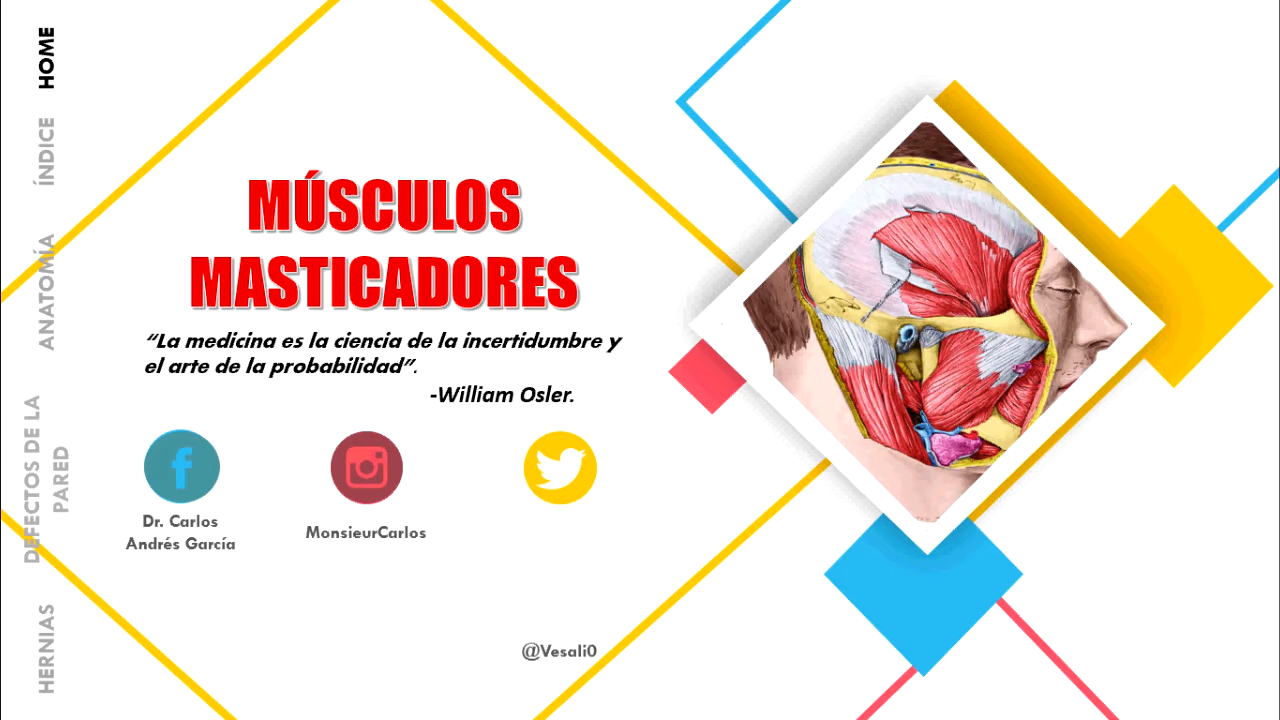 HOME
ÍNDICE
ANATOMÍA
DEFECTOS DE LA
PARED
HERNIAS
MÚSCULOS
MASTICADORES
“La medicina es la ciencia de la incertidumbre y
el arte de la probabilidad”.
-William Osler.
Dr. Carlos
Andrés García
MonsieurCarlos
@Vesali0